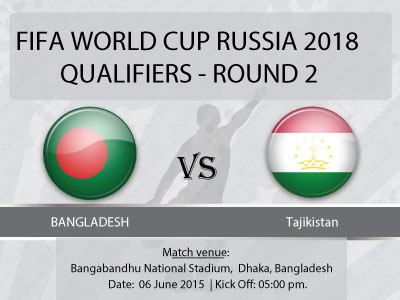 FIFA WORLD CUP RUSSIA 2018
QUALIFIERS - ROUND 2
VS
BANGLADESH
Tajikistan
Match venue:
Bangabandhu National Stadium, Dhaka, Bangladesh
Date: 06 June 2015 | Kick Off: 05:00 pm.